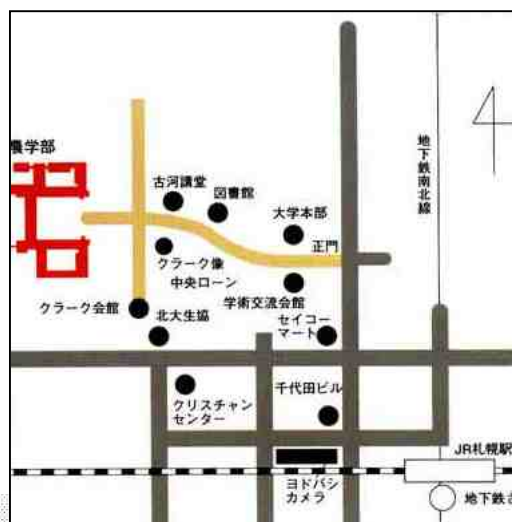 農学部
古河講堂
図書館
大学本部
正門
地下鉄南北線
クラーク像
中央ローン
学術交流会館
クラーク会館
北大生協
セイコー
マート
クリスチャン
センター
千代田ビル
JR札幌駅
ヨドバシ
カメラ
地下鉄さ